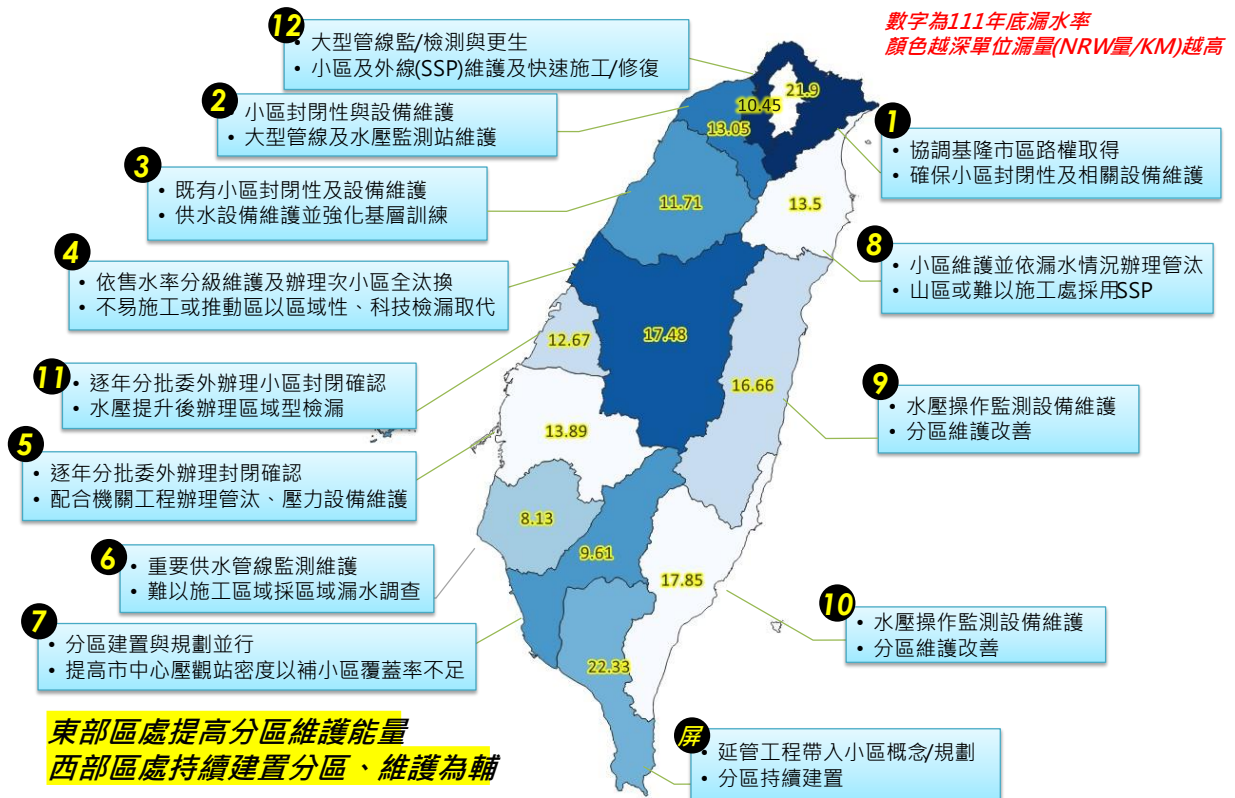 數字為111年底漏水率
顏色越深單位漏量(NRW量/KM)越高
12
• 大型管線監/檢測與更生
• 小區及外線(SSP)維護及快速施工/修復
2
• 小區封閉性與設備維護
• 大型管線及水壓監測站維護
3
• 既有小區封閉性及設備維護
• 供水設備維護並強化基層訓練
4
• 依售水率分級維護及辦理次小區全汰換
• 不易施工或推動區以區域性、科技檢漏取代
11
• 逐年分批委外辦理小區封閉確認
• 水壓提升後辦理區域型檢漏
5
• 逐年分批委外辦理封閉確認
• 配合機關工程辦理管汰、壓力設備維護
6
• 重要供水管線監測維護
• 難以施工區域採區域漏水調查
7
• 分區建置與規劃並行
• 提高市中心壓觀站密度以補小區覆蓋率不足
21.9
10.45
13.05
11.71
13.5
17.48
12.67
16.66
13.89
8.13
9.61
17.85
22.33
1
• 協調基隆市區路權取得
• 確保小區封閉性及相關設備維護
8
• 小區維護並依漏水情況辦理管汰
• 山區或難以施工處採用SSP
9
• 水壓操作監測設備維護
• 分區維護改善
10
• 水壓操作監測設備維護
• 分區維護改善
屏
• 延管工程帶入小區概念/規劃
• 分區持續建置
東部區處提高分區維護能量
西部區處持續建置分區、維護為輔